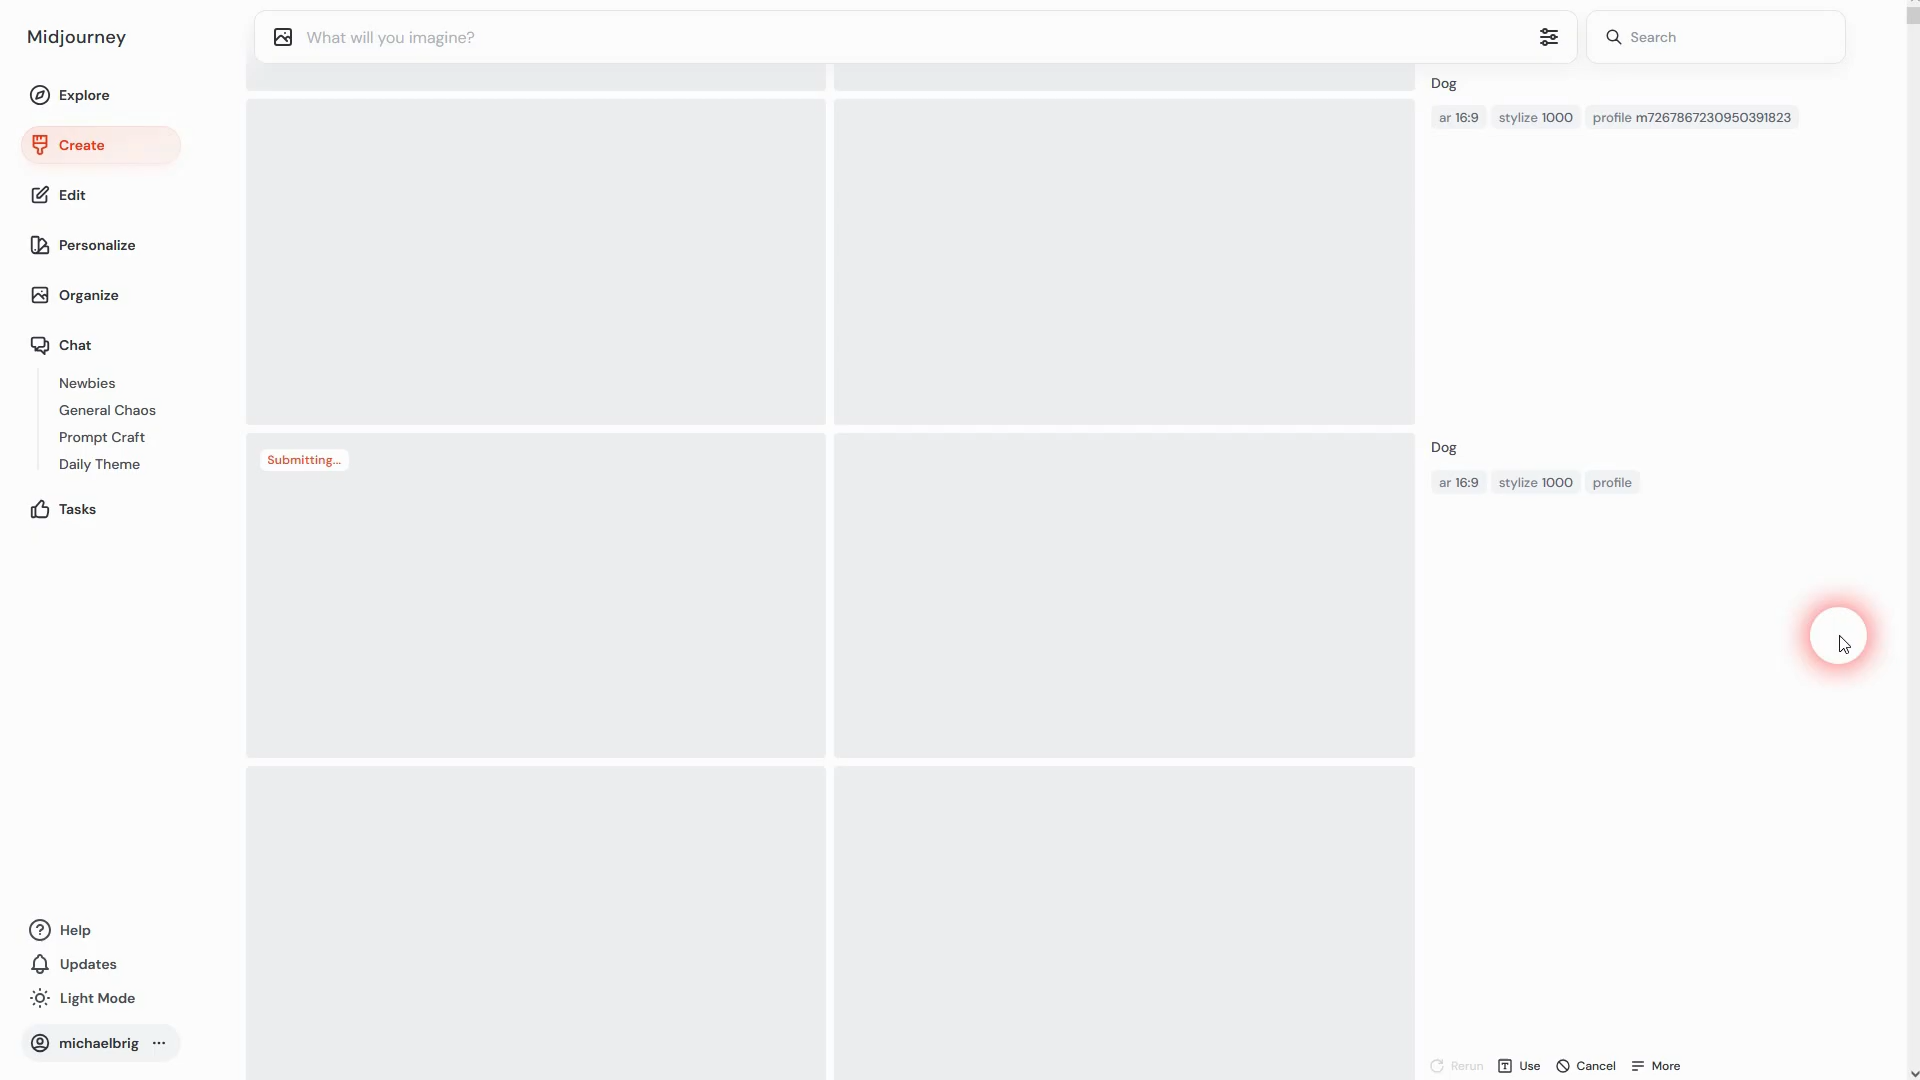 Midjourney
What will you imagine?
Search
Explore
Create
Edit
Personalize
Organize
Chat
Newbies
General Chaos
Prompt Craft
Daily Theme
Tasks
Help
Updates
Light Mode
michaelbrig
Dog
ar 16:9 stylize 1000 profile m7267867230950391823
Submitting...
Dog
ar 16:9 stylize 1000 profile
Rerun Use Cancel More